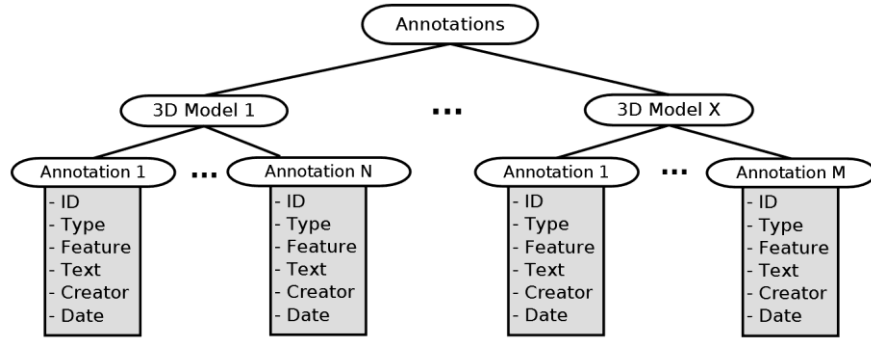 Annotations
3D Model 1
...
3D Model X
Annotation 1
...
Annotation N
Annotation 1
...
Annotation M
- ID
- Type
- Feature
- Text
- Creator
- Date
- ID
- Type
- Feature
- Text
- Creator
- Date
- ID
- Type
- Feature
- Text
- Creator
- Date
- ID
- Type
- Feature
- Text
- Creator
- Date